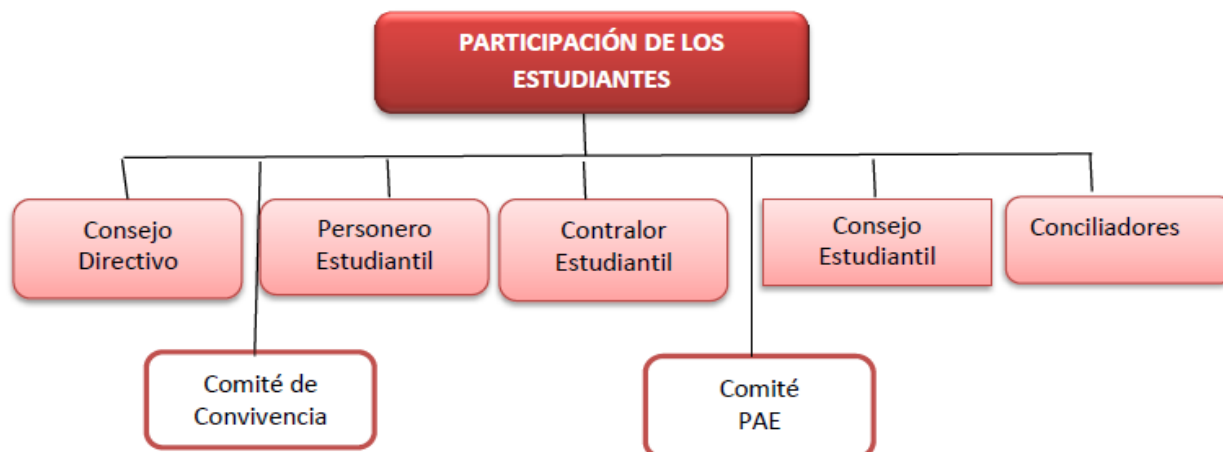 PARTICIPACIÓN DE LOS
ESTUDIANTES
Consejo
Directivo
Personero
Estudiantil
Contralor
Estudiantil
Consejo
Estudiantil
Conciliadores
Comité de
Convivencia
Comité
PAE